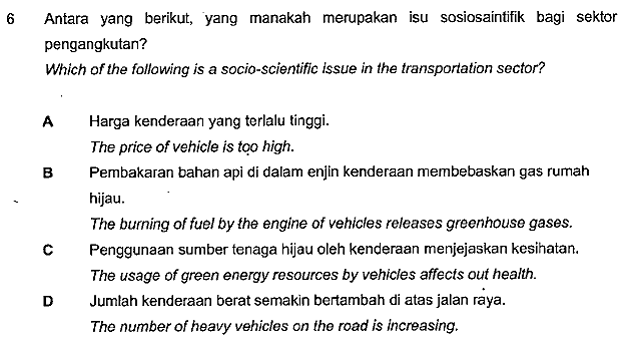 6 Antara yang berikut, yang manakah merupakan isu sosiosaintifik bagi sektor
pengangkutan?
Which of the following is a socio-scientific issue in the transportation sector?
A Harga kenderaan yang terlalu tinggi.
The price of vehicle is too high.
B Pembakaran bahan api di dalam enjin kenderaan membebaskan gas rumah
hijau.
The burning of fuel by the engine of vehicles releases greenhouse gases.
C Penggunaan sumber tenaga hijau oleh kenderaan menjejaskan kesihatan.
The usage of green energy resources by vehicles affects out health.
D Jumlah kenderaan berat semakin bertambah di atas jalan raya.
The number of heavy vehicles on the road is increasing.